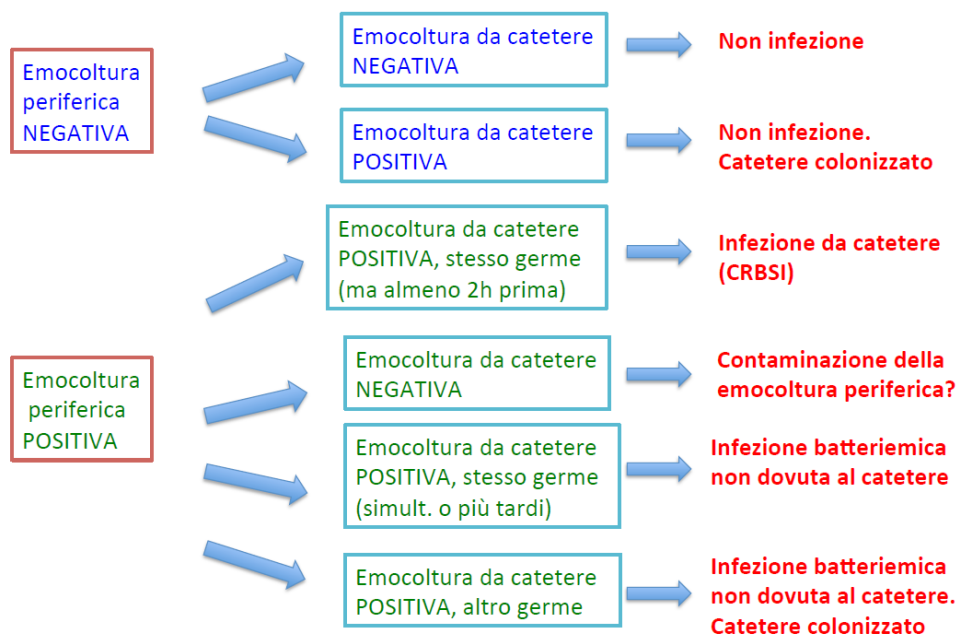 Emocoltura
periferica
NEGATIVA
Emocoltura da catetere
NEGATIVA
Non infezione
Emocoltura da catetere
POSITIVA
Non infezione.
Catetere colonizzato
Emocoltura
periferica
POSITIVA
Emocoltura da catetere
POSITIVA, stesso germe
(ma almeno 2h prima)
Infezione da catetere
(CRBSI)
Emocoltura da catetere
NEGATIVA
Contaminazione della
emocoltura periferica?
Emocoltura da catetere
POSITIVA, stesso germe
(simult. o più tardi)
Infezione batteriemica
non dovuta al catetere
Emocoltura da catetere
POSITIVA, altro germe
Infezione batteriemica
non dovuta al catetere.
Catetere colonizzato